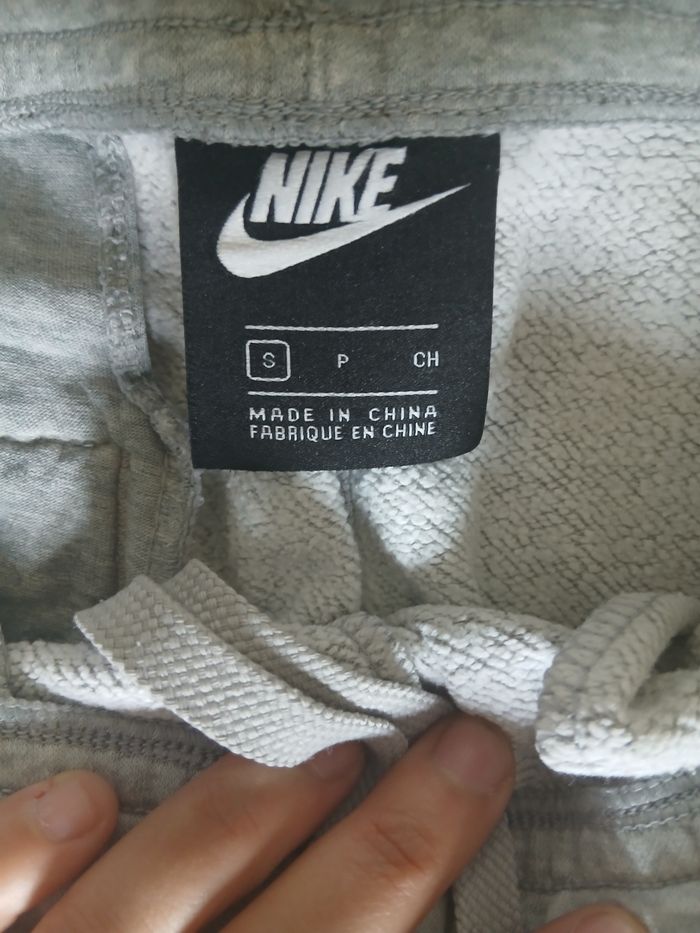 NIKE
S P CH
MADE IN CHINA
FABRIQUE EN CHINE